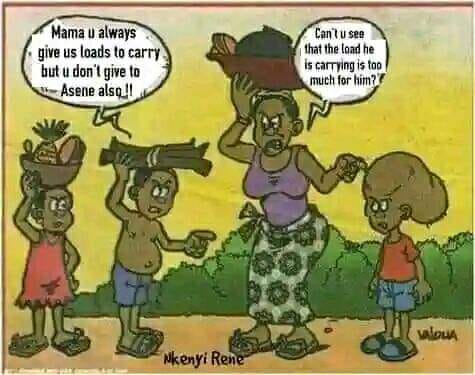 Mama u always
give us loads to carry
but u don't give to
Asene also !!
Can't u see
that the load he
is carrying is too
much for him?
Nkenyi Rene